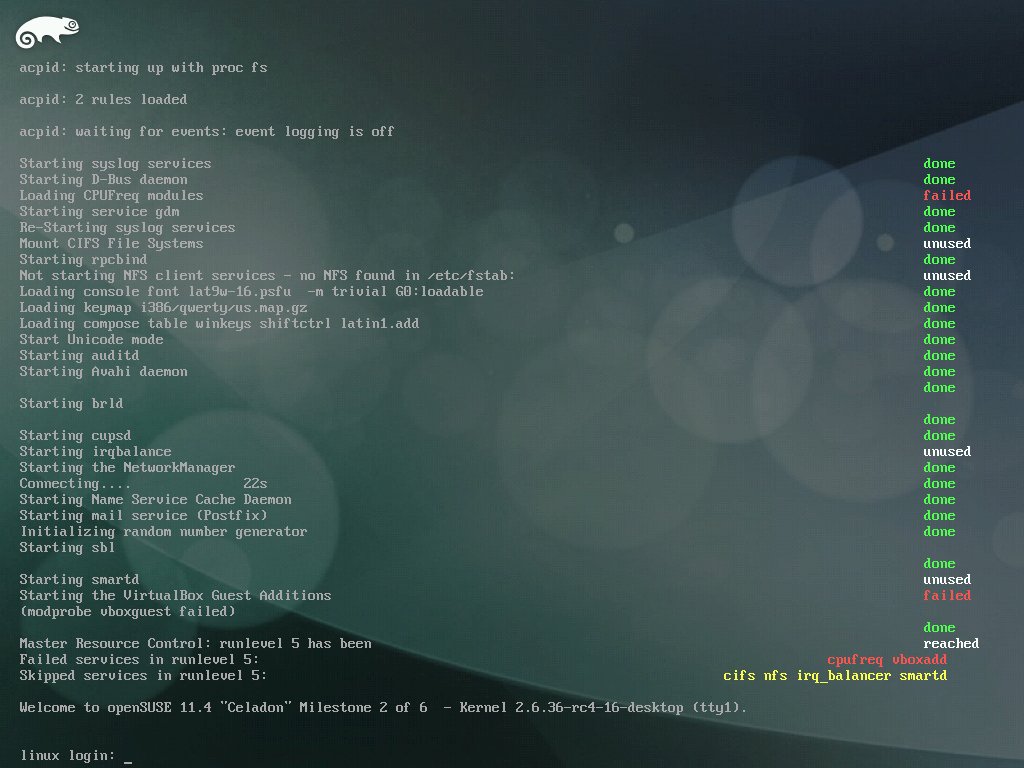 acpid: starting up with proc fs
acpid: 2 rules loaded
acpid: waiting for events: event logging is off
Starting syslog services done
Starting D-Bus daemon done
Loading CPUFreq modules failed
Starting service gdm done
Re-Starting syslog services done
Mount CIFS File Systems unused
Starting rpcbind done
Not starting NFS client services - no NFS found in /etc/fstab: unused
Loading console font lat9w-16.psfu  -m trivial G0:loadable done
Loading keymap i386/qwerty/us.map.gz done
Loading compose table winkeys shiftctrl latin1.add done
Start Unicode mode done
Starting auditd done
Starting Avahi daemon done
done
Starting brld
done
Starting cupsd done
Starting irqbalance unused
Starting the NetworkManager done
Connecting.... 22s done
Starting Name Service Cache Daemon done
Starting mail service (Postfix) done
Initializing random number generator done
Starting sbl
done
Starting smartd unused
Starting the VirtualBox Guest Additions failed
(modprobe vboxguest failed)
done
Master Resource Control: runlevel 5 has been reached
Failed services in runlevel 5: cpufreq vboxadd
Skipped services in runlevel 5: cifs nfs irq_balancer smartd
Welcome to openSUSE 11.4 "Celadon" Milestone 2 of 6  - Kernel 2.6.36-rc4-16-desktop (tty1).
linux login: _